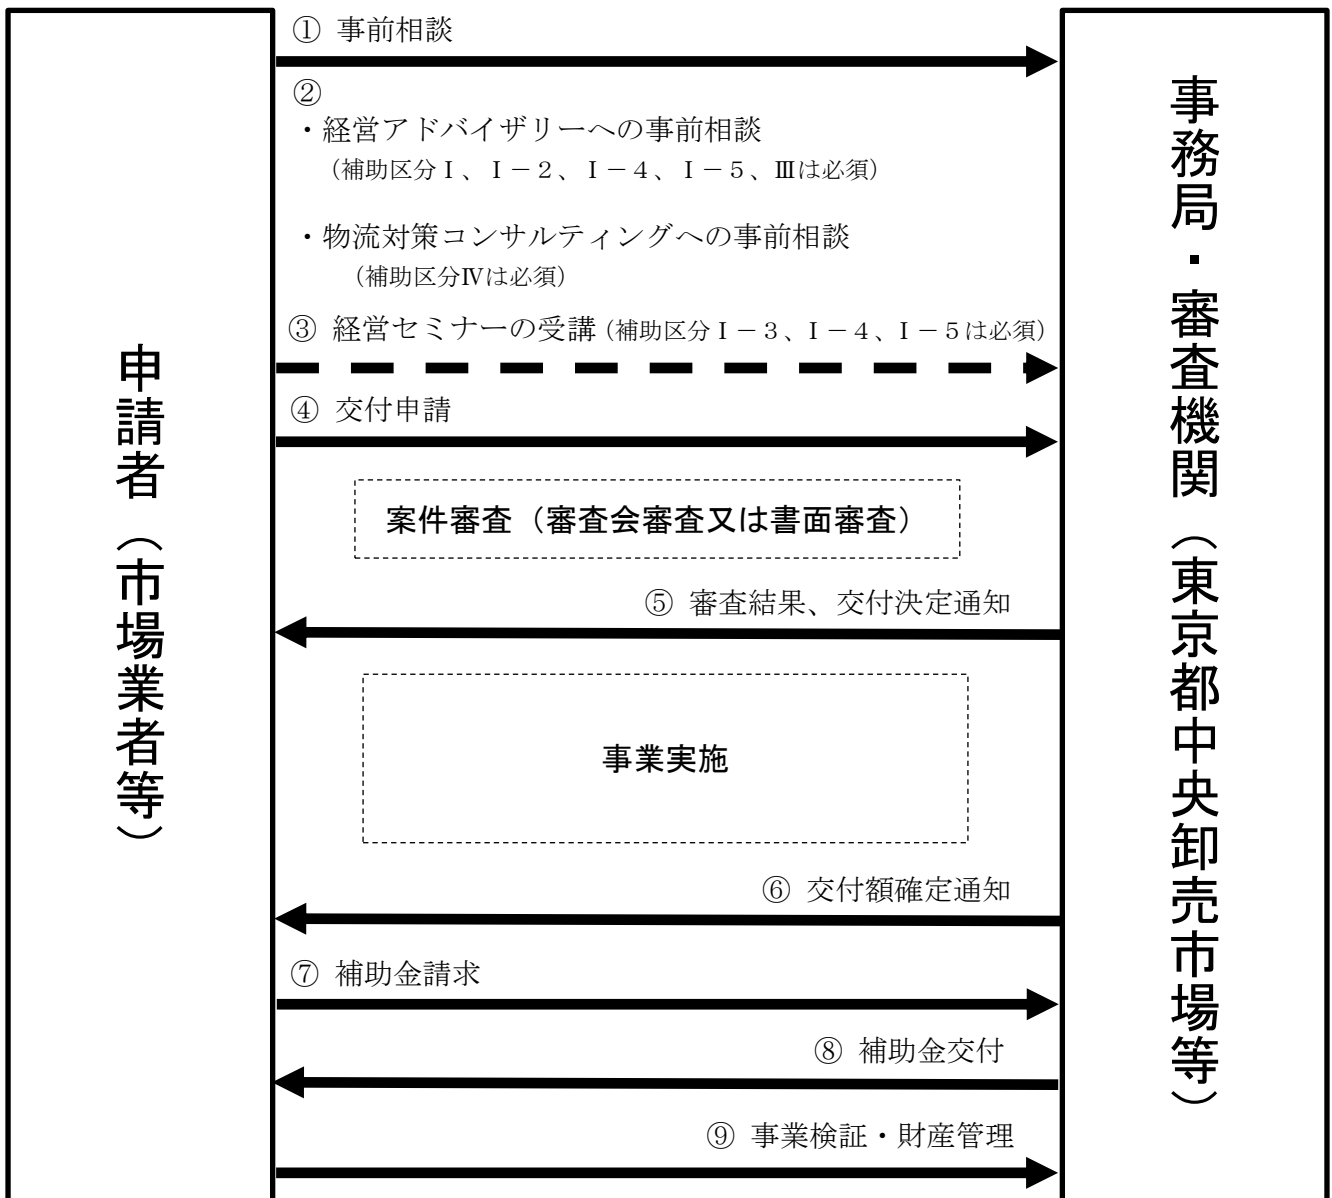 申請者（市場業者等）
① 事前相談
②
・経営アドバイザリーへの事前相談
（補助区分Ⅰ、Ⅰ－２、Ⅰ－４、Ⅰ－５、Ⅲは必須）
・物流対策コンサルティングへの事前相談
（補助区分Ⅳは必須）
③ 経営セミナーの受講（補助区分Ⅰ－３、Ⅰ－４、Ⅰ－５は必須）
④ 交付申請
案件審査（審査会審査又は書面審査）
⑤ 審査結果、交付決定通知
事業実施
⑥ 交付額確定通知
⑦ 補助金請求
⑧ 補助金交付
⑨ 事業検証・財産管理
事務局・審査機関（東京都中央卸売市場等）